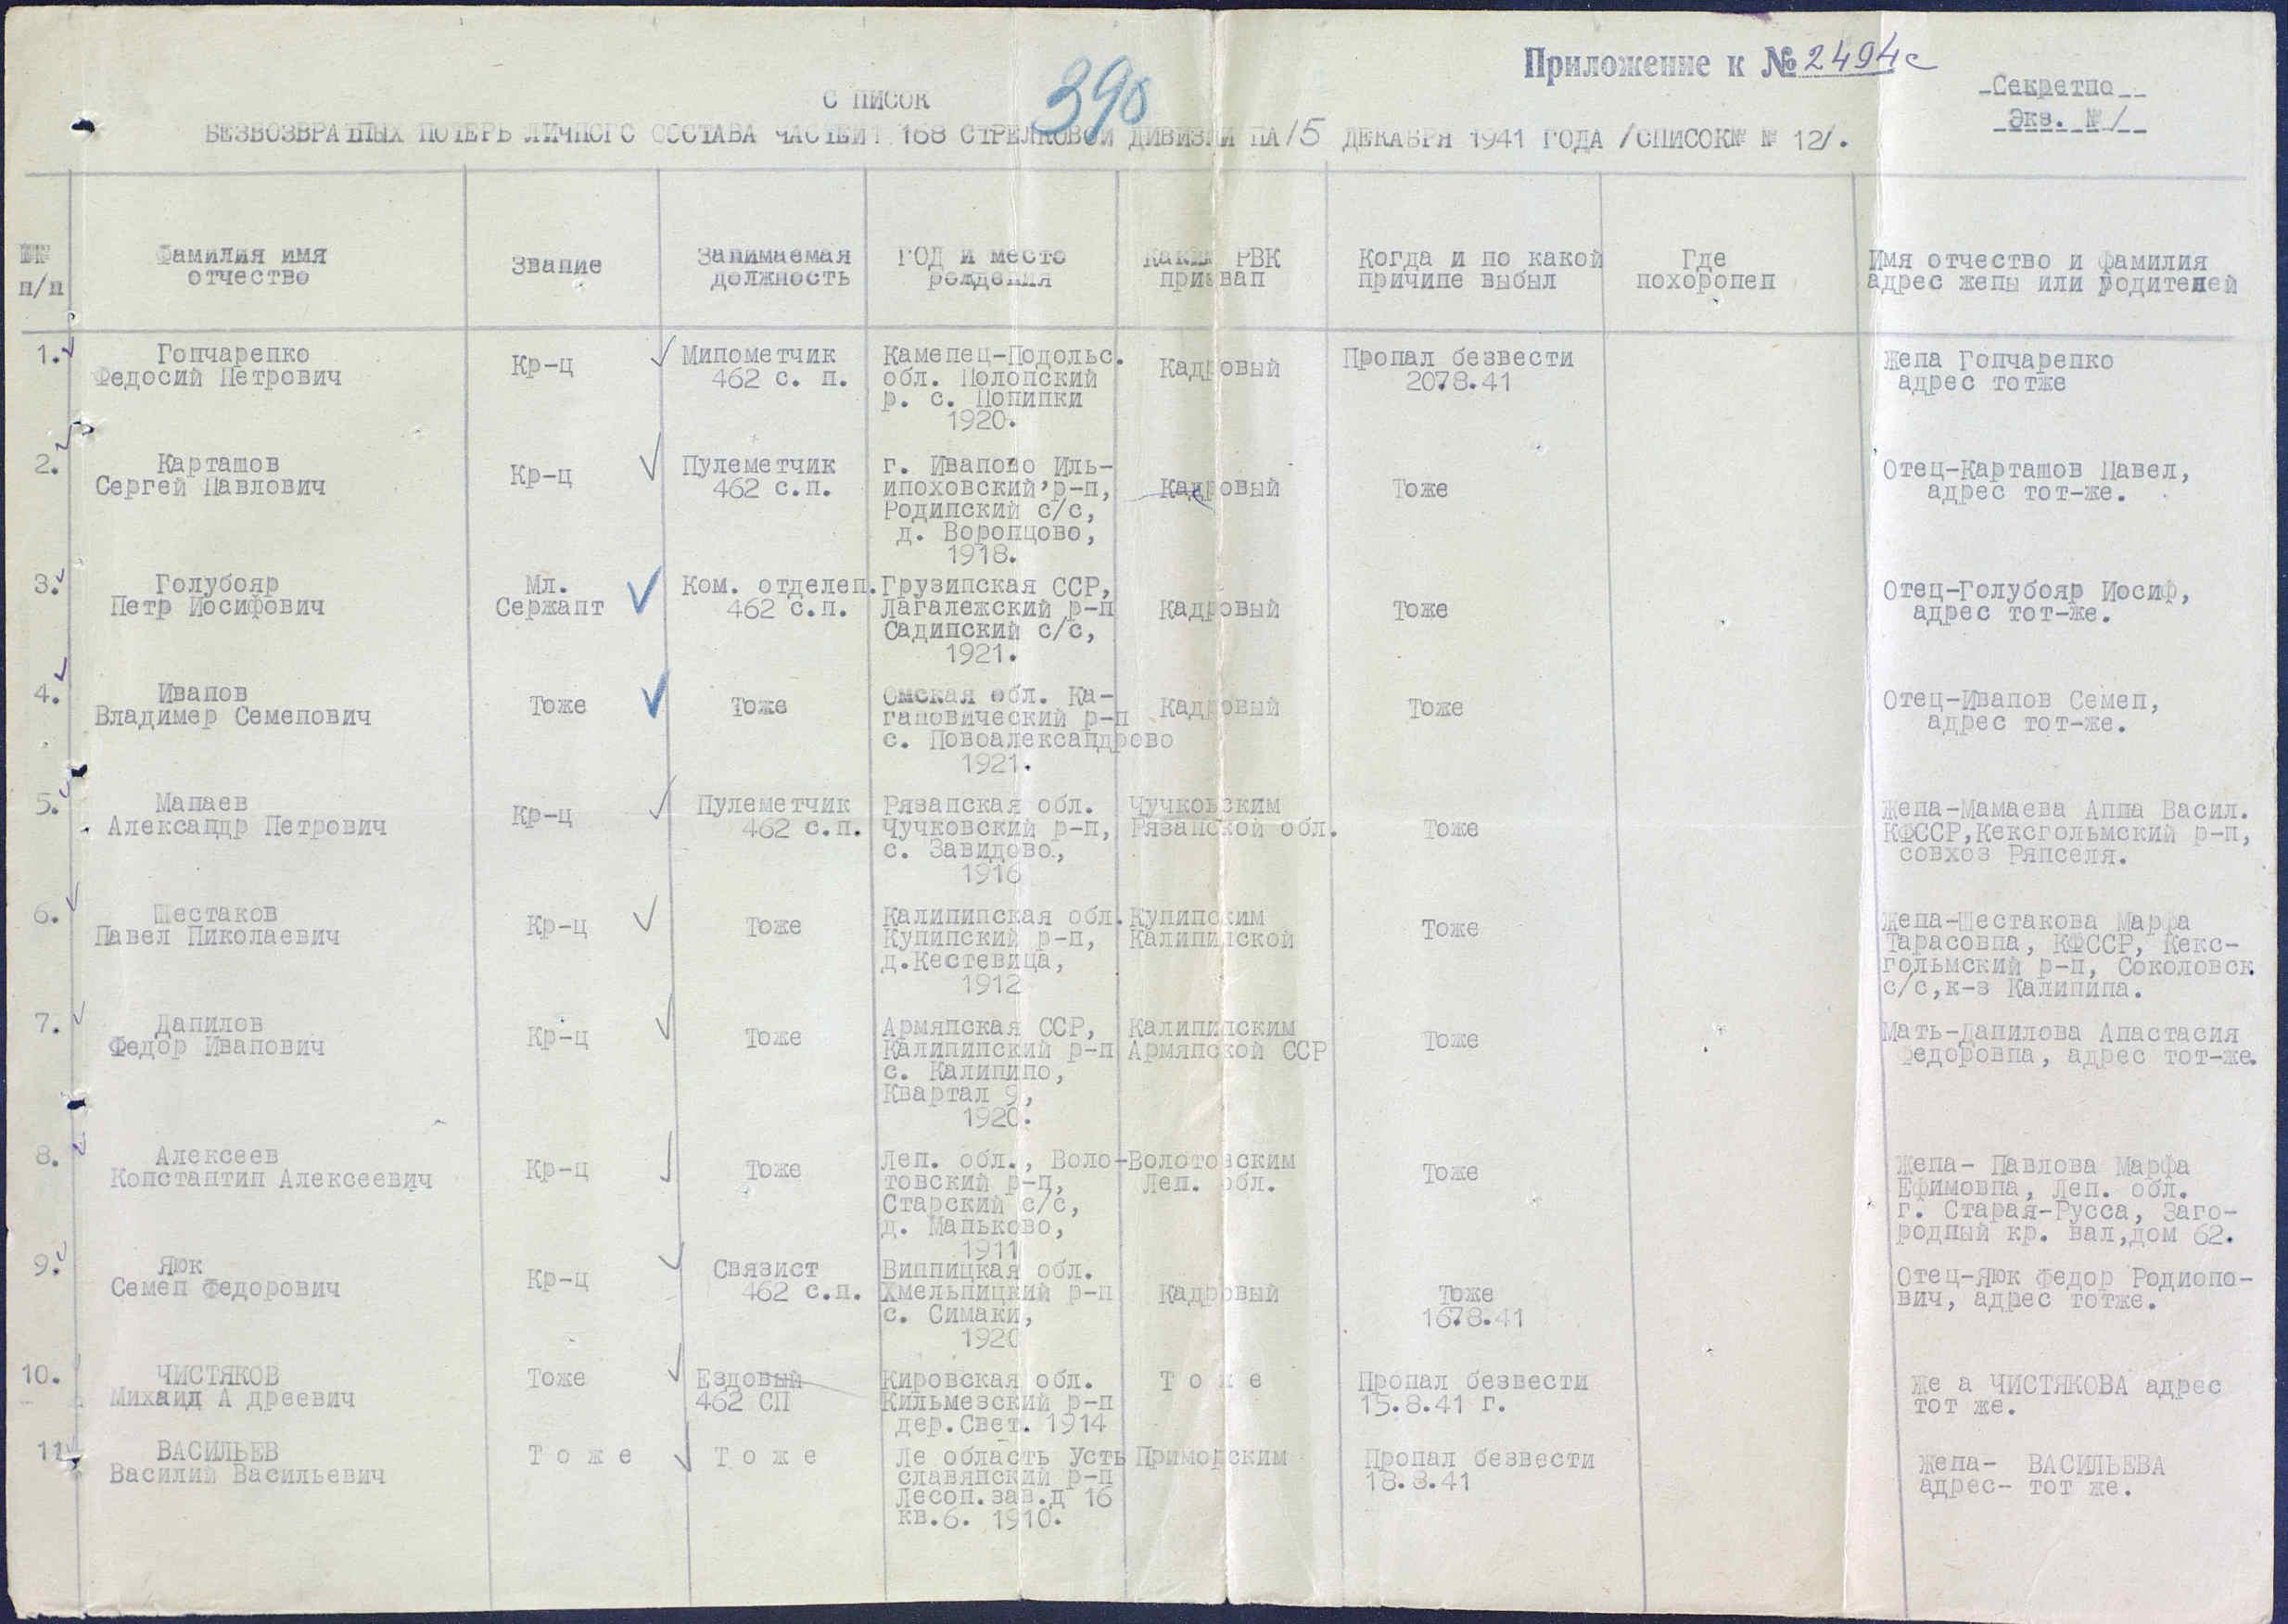 Приложение к № 2494с
Секретно
Экз. № 1
390
СПИСОК
БЕЗВОЗВРАТНЫХ ПОТЕРЬ ЛИЧНОГО СОСТАВА ЧАСТЕЙ 168 СТРЕЛКОВОЙ ДИВИЗИИ НА 15 ДЕКАБРЯ 1941 ГОДА /СПИСОК № 12/.
№№
п/п
Фамилия имя
отчество
Звание
Занимаемая
должность
ГОД и место
рождения
Каким РВК
призван
Когда и по какой
причине выбыл
Где
похоронен
Имя отчество и фамилия
адрес жены или родителей
1.
Гончаренко
Федосий Петрович
Кр-ц
Минометчик
462 с. п.
Каменец-Подольс.
обл. Полонский
р. с. Понинки
1920.
Кадровый
Пропал безвести
20.8.41
Жена Гончаренко
адрес тотже
2.
Карташов
Сергей Павлович
Кр-ц
Пулеметчик
462 с.п.
г. Иваново Иль-
иноховский р-н,
Родинский с/с,
д. Воронцово,
1918.
Кадровый
Тоже
Отец-Карташов Павел,
адрес тот-же.
3.
Голубояр
Петр Иосифович
Мл.
Сержант
Ком. отделен.
462 с.п.
Грузинская ССР,
Лагалежский р-н
Садинский с/с,
1921.
Кадровый
Тоже
Отец-Голубояр Иосиф,
адрес тот-же.
4.
Иванов
Владимер Семенович
Тоже
Тоже
Омская обл. Ка-
гановический р-н
с. Новоалександрово
1921.
Кадровый
Тоже
Отец-Иванов Семен,
адрес тот-же.
5.
Мамаев
Александр Петрович
Кр-ц
Пулеметчик
462 с.п.
Рязанская обл.
Чучковский р-н,
с. Завидово.,
1916
Чучковским
Рязанской обл.
Тоже
Жена-Мамаева Анна Васил.
КФССР,Кексгольмский р-н,
совхоз Ряпселя.
6.
Шестаков
Павел Николаевич
Кр-ц
Тоже
Калининская обл.
Кунинский р-н,
д.Кестевица,
1912
Кунинским
Калининской
Тоже
Жена-Шестакова Марфа
Тарасовна, КФССР, Кекс-
гольмский р-н, Соколовск
с/с,к-з Калинина.
7.
Данилов
Федор Иванович
Кр-ц
Тоже
Армянская ССР,
Калининский р-н
с. Калинино,
Квартал 9,
1920.
Калининским
Армянской ССР
Тоже
Мать-Данилова Анастасия
Федоровна, адрес тот-же.
8.
Алексеев
Константин Алексеевич
Кр-ц
Тоже
Лен. обл., Воло-
товский р-н,
Старский с/с,
д. Маньково,
1911
Волотовским
Лен. обл.
Тоже
Жена- Павлова Марфа
Ефимовна, Лен. обл.
г. Старая-Русса, Заго-
родный кр. вал,дом 62.
9.
Яюк
Семен Федорович
Кр-ц
Связист
462 с.п.
Винницкая обл.
Хмельницкий р-н
с. Симаки,
1920
Кадровый
Тоже
16.8.41
Отец-Яюк Федор Родионо-
вич, адрес тотже.
10.
ЧИСТЯКОВ
Михаил А дреевич
Тоже
Ездовый
462 СП
Кировская обл.
Кильмезский р-н
дер.Свет. 1914
Т о ж е
Пропал безвести
15.8.41 г.
Же а ЧИСТЯКОВА адрес
тот же.
11.
ВАСИЛЬЕВ
Василий Васильевич
Т о ж е
Т о ж е
Ле область Усть
славянский р-н
Лесоп.зав.д 16
кв.6. 1910.
Приморским
Пропал безвести
18.8.41
Жена- ВАСИЛЬЕВА
адрес- тот же.